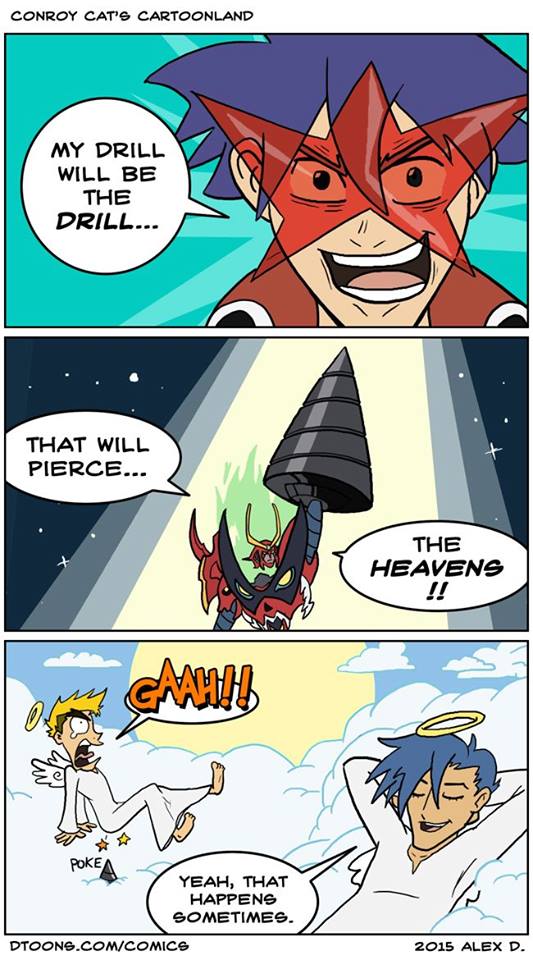 CONROY CAT'S CARTOONLAND
MY DRILL
WILL BE
THE
DRILL...
THAT WILL
PIERCE...
THE
HEAVENS
!!
GAAH!!
POKE
YEAH, THAT
HAPPENS
SOMETIMES.
DTOONS.COM/COMICS
2015 ALEX D.